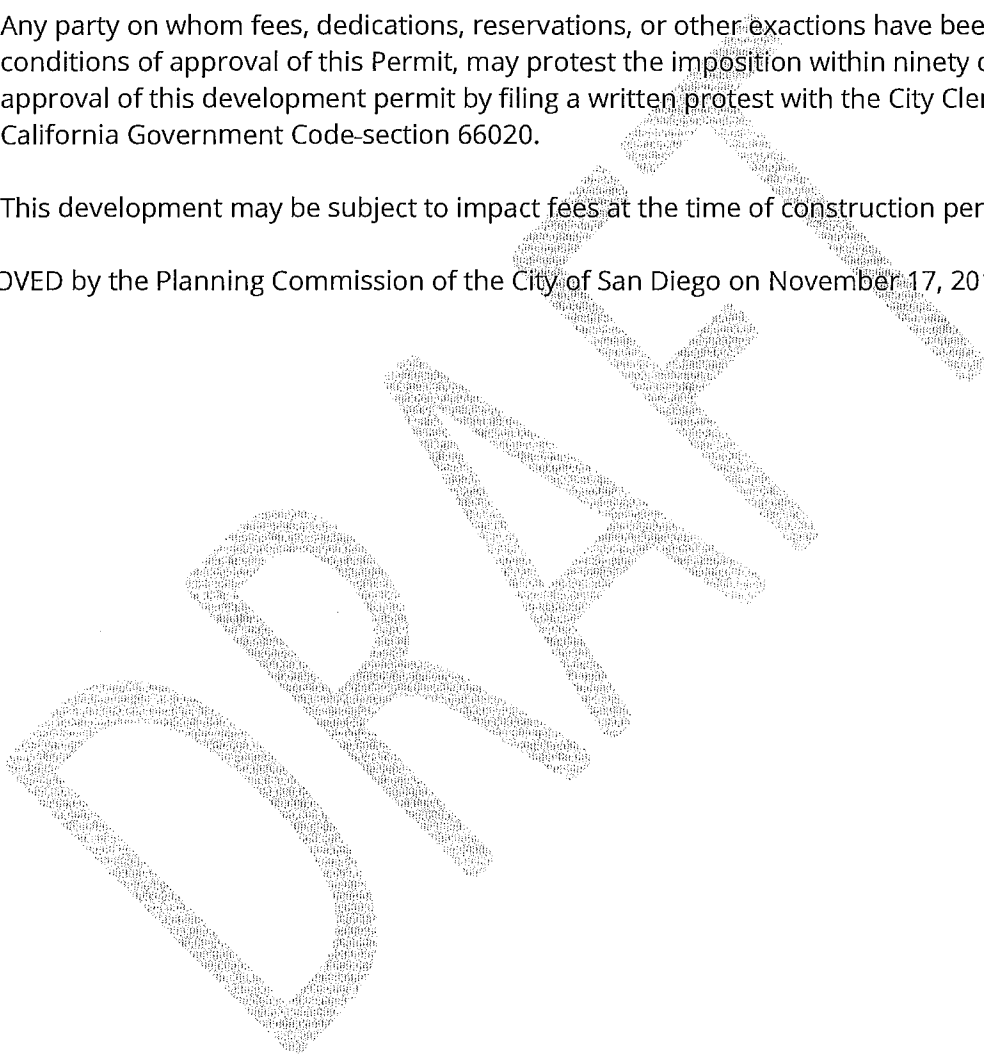 Any party on whom fees, dedications, reservations, or other exactions have bee
conditions of approval of this Permit, may protest the imposition within ninety
approval of this development permit by filing a written protest with the City Cler
California Government Code-section 66020.
This development may be subject to impact fees at the time of construction per
OVED by the Planning Commission of the City of San Diego on November 17, 201
DRAFT